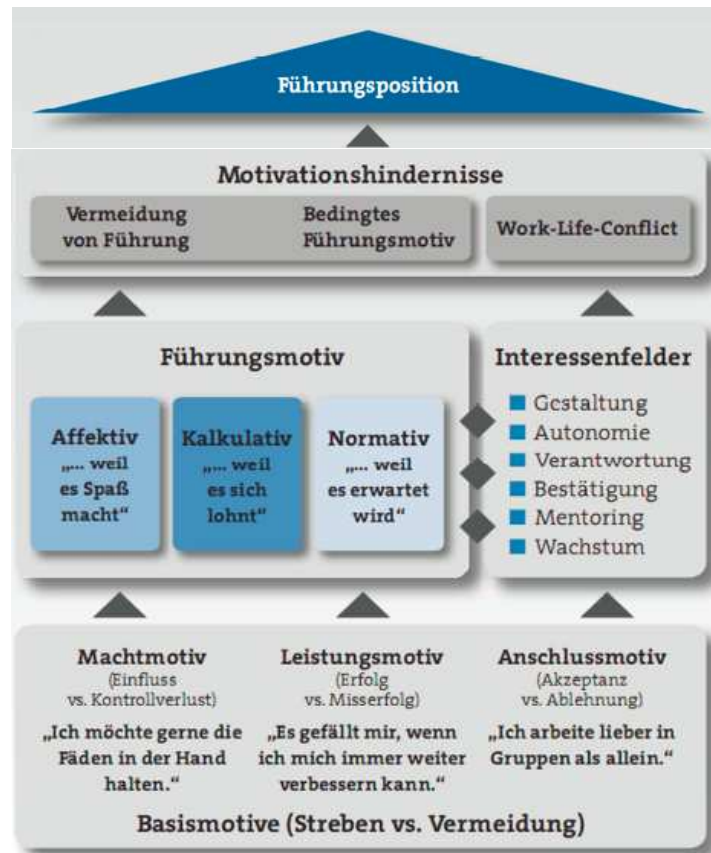 Führungsposition
Motivationshindernisse
Vermeidung
von Führung
Bedingtes
Führungsmotiv
Work-Life-Conflict
Führungsmotiv
Affektiv
„... weil
es Spaß
macht“
Kalkulativ
„... weil
es sich
lohnt“
Normativ
„... weil
es erwartet
wird“
Interessenfelder
Gestaltung
Autonomie
Verantwortung
Bestätigung
Mentoring
Wachstum
Machtmotiv
(Einfluss
vs. Kontrollverlust)
„Ich möchte gerne die
Fäden in der Hand
halten.“
Leistungsmotiv
(Erfolg
vs. Misserfolg)
„Es gefällt mir, wenn
ich mich immer weiter
verbessern kann.“
Anschlussmotiv
(Akzeptanz
vs. Ablehnung)
„Ich arbeite lieber in
Gruppen als allein.“
Basismotive (Streben vs. Vermeidung)